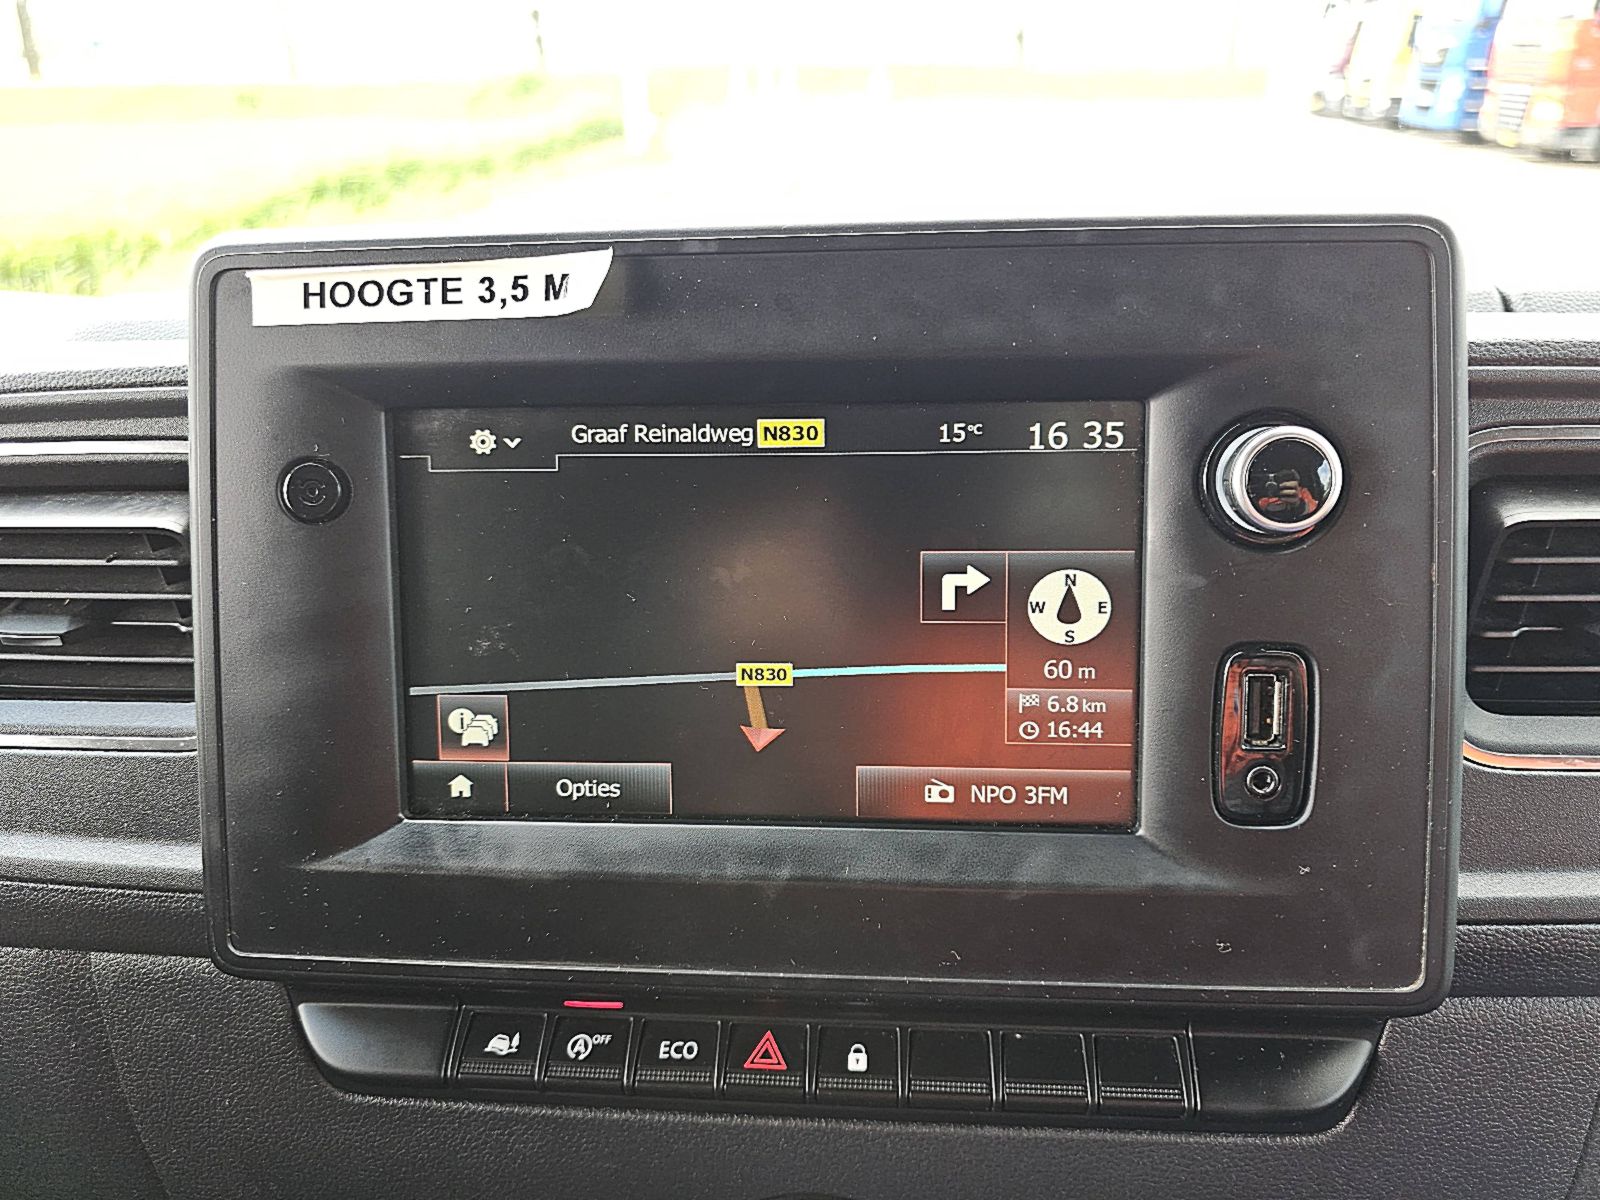 HOOGTE 3,5 M
Graaf Reinaldweg N830
15°C
16 35
N
W E
S
60 m
N830
6.8 km
16:44
i
Opties
NPO 3FM
A OFF
ECO